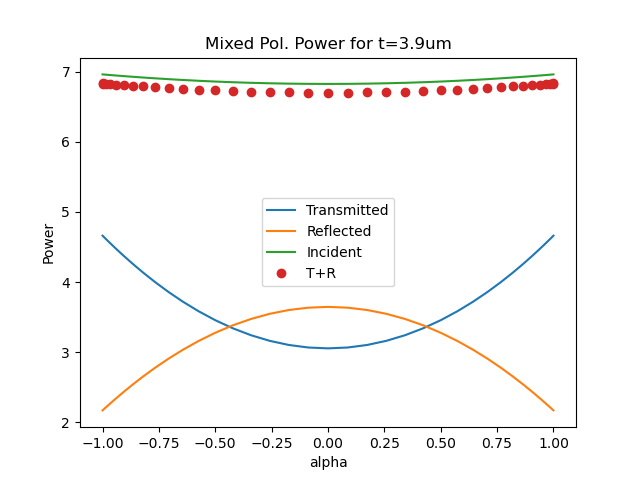 Mixed Pol. Power for t=3.9um
7
6
5
4
3
2
Power
Transmitted
Reflected
Incident
T+R
−1.00 −0.75 −0.50 −0.25 0.00 0.25 0.50 0.75 1.00
alpha